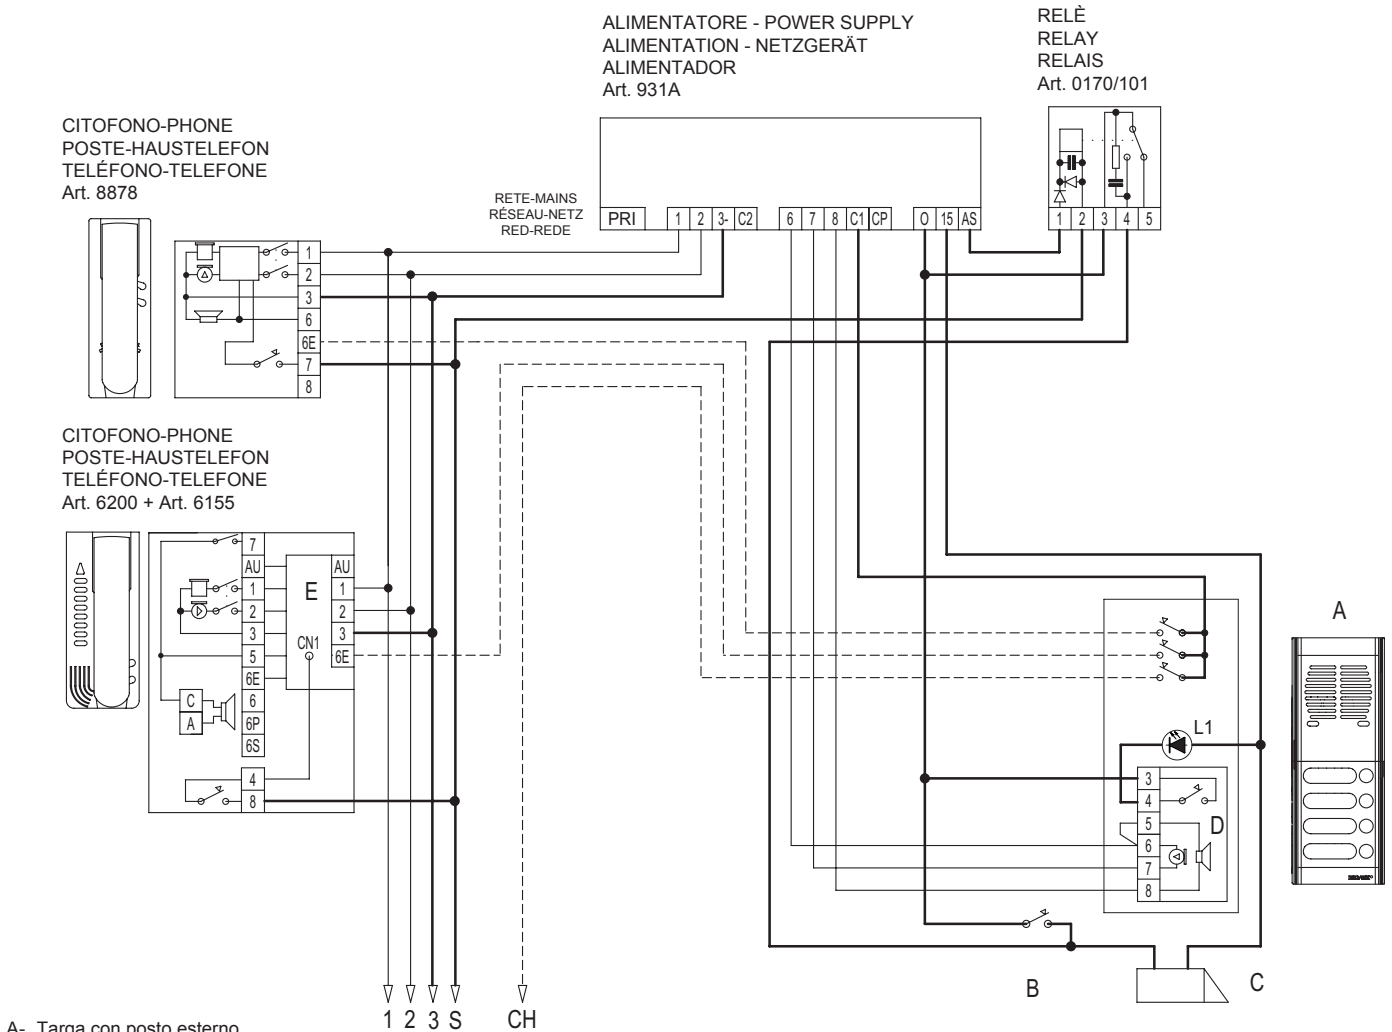 ALIMENTATORE - POWER SUPPLY
ALIMENTATION - NETZGERÄT
ALIMENTADOR
Art. 931A
RELÈ
RELAY
RELAIS
Art. 0170/101
CITOFONO-PHONE
POSTE-HAUSTELEFON
TELÉFONO-TELEFONE
Art. 8878
RETE-MAINS
RÉSEAU-NETZ
RED-REDE
PRI 1 2 3- C2 6 7 8 C1 CP O 15 AS
1 2 3 4 5
1
2
3
6
6E
7
8
CITOFONO-PHONE
POSTE-HAUSTELEFON
TELÉFONO-TELEFONE
Art. 6200 + Art. 6155
7
AU
1
2
3
5
6E
6
6P
6S
4
8
C
A
E
CN1
AU
1
2
3
6E
A
L1
3
4
5
6
7
8
D
B
C
1 2 3 S CH
A- Targa con posto esterno